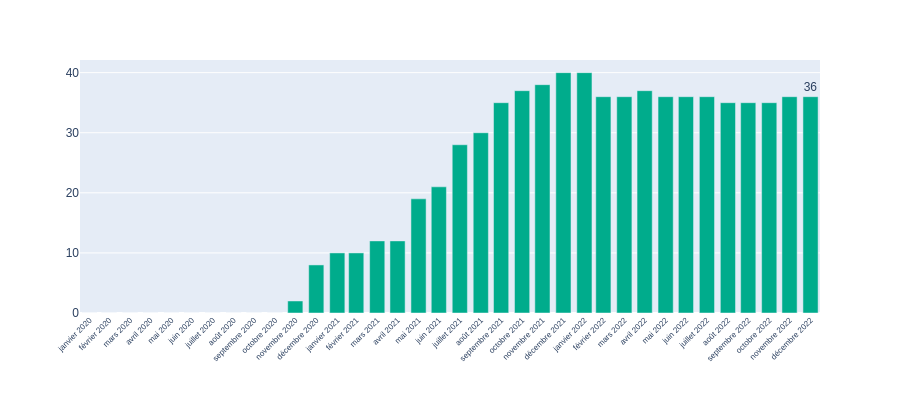 40
30
20
10
0
36
janvier 2020
février 2020
mars 2020
avril 2020
mai 2020
juin 2020
juillet 2020
août 2020
septembre 2020
octobre 2020
novembre 2020
décembre 2020
janvier 2021
février 2021
mars 2021
avril 2021
mai 2021
juin 2021
juillet 2021
août 2021
septembre 2021
octobre 2021
novembre 2021
décembre 2021
janvier 2022
février 2022
mars 2022
avril 2022
mai 2022
juin 2022
juillet 2022
août 2022
septembre 2022
octobre 2022
novembre 2022
décembre 2022